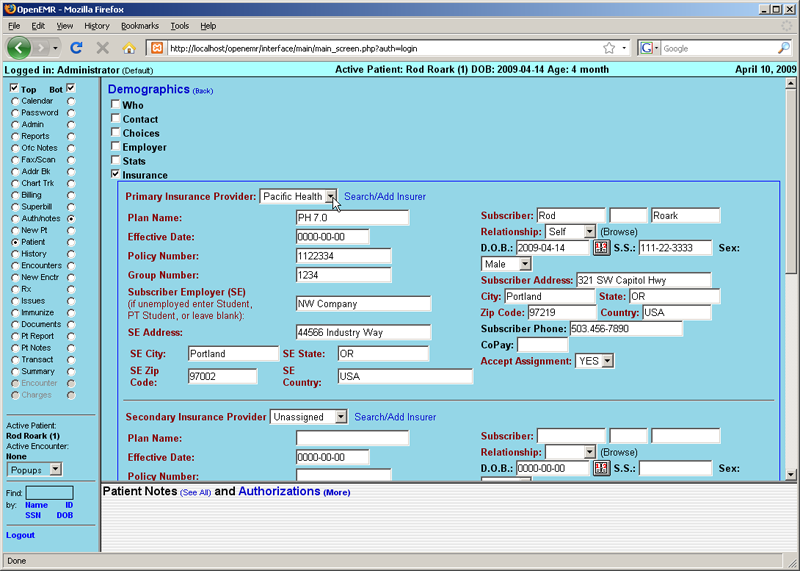 OpenEMR - Mozilla Firefox
File Edit View History Bookmarks Tools Help
http://localhost/openemr/interface/main/main_screen.php?auth=login
Google
Logged in: Administrator (Default) Active Patient: Rod Roark (1) DOB: 2009-04-14 Age: 4 month April 10, 2009
Top Bot
Calendar
Password
Admin
Reports
Ofc Notes
Fax/Scan
Addr Bk
Chart Trk
Billing
Superbill
Auth/notes
New Pt
Patient
History
Encounters
New Enctr
Rx
Issues
Immunize
Documents
Pt Report
Pt Notes
Transact
Summary
Encounter
Charges
Active Patient:
Rod Roark (1)
Active Encounter:
None
Popups
Find:
by: Name ID
SSN DOB
Logout
Demographics (Back)
Who
Contact
Choices
Employer
Stats
Insurance
Primary Insurance Provider: Pacific Health Search/Add Insurer
Plan Name: PH 7.0
Effective Date: 0000-00-00
Policy Number: 1122334
Group Number: 1234
Subscriber Employer (SE)
(if unemployed enter Student,
PT Student, or leave blank): NW Company
SE Address: 44566 Industry Way
SE City: Portland SE State: OR
SE Zip Code: 97002 SE Country: USA
Subscriber: Rod Roark
Relationship: Self (Browse)
D.O.B.: 2009-04-14 S.S.: 111-22-3333 Sex:
Male
Subscriber Address: 321 SW Capitol Hwy
City: Portland State: OR
Zip Code: 97219 Country: USA
Subscriber Phone: 503.456-7890
CoPay:
Accept Assignment: YES
Secondary Insurance Provider Unassigned Search/Add Insurer
Plan Name:
Effective Date: 0000-00-00
Policy Number:
Subscriber:
Relationship: (Browse)
D.O.B.: 0000-00-00 S.S.: Sex:
Patient Notes (See All) and Authorizations (More)
Done